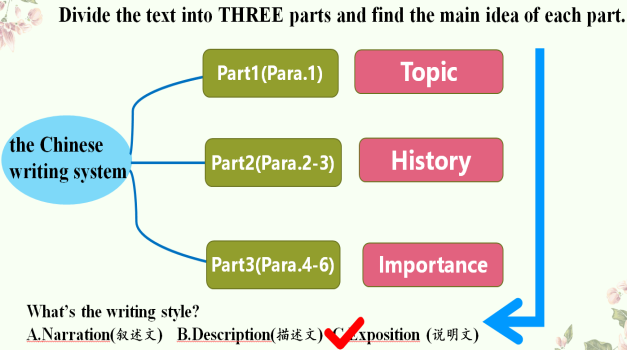 Divide the text into THREE parts and find the main idea of each part.
Part1(Para.1) Topic
the Chinese
writing system
Part2(Para.2-3) History
Part3(Para.4-6) Importance
What's the writing style?
A.Narration(叙述文) B.Description(描述文) C.Exposition (说明文)